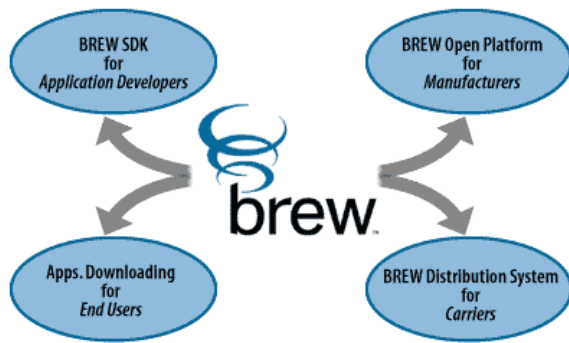 BREW SDK
for
Application Developers
BREW Open Platform
for
Manufacturers
brew™
Apps. Downloading
for
End Users
BREW Distribution System
for
Carriers